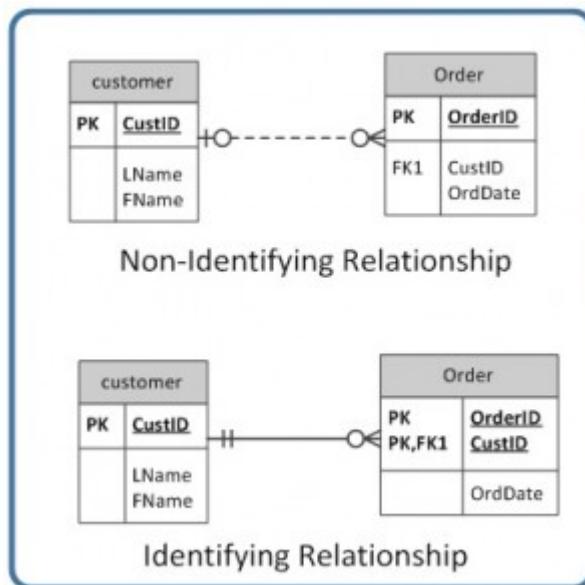 customer
PK CustID
LName
FName
Order
PK OrderID
FK1 CustID
OrdDate
Non-Identifying Relationship
customer
PK CustID
LName
FName
Order
PK OrderID
PK,FK1 CustID
OrdDate
Identifying Relationship